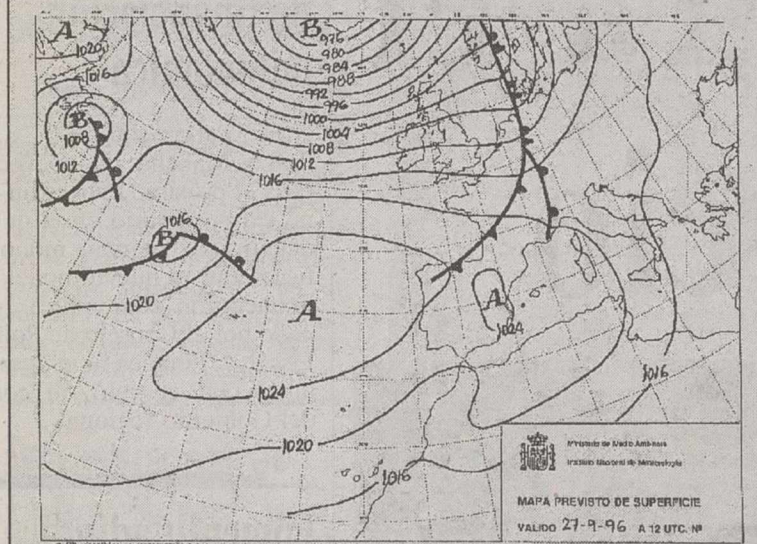 A
1020
1016
B
1008
1012
B
976
980
984
988
992
996
1000
1004
1008
1012
1016
1016
B
1020
A
A
1024
1024
1016
1020
1016
Ministerio de Medio Ambiente
Instituto Nacional de Meteorología
MAPA PREVISTO DE SUPERFICIE
VALIDO 27-9-96 A 12 UTC. Nº